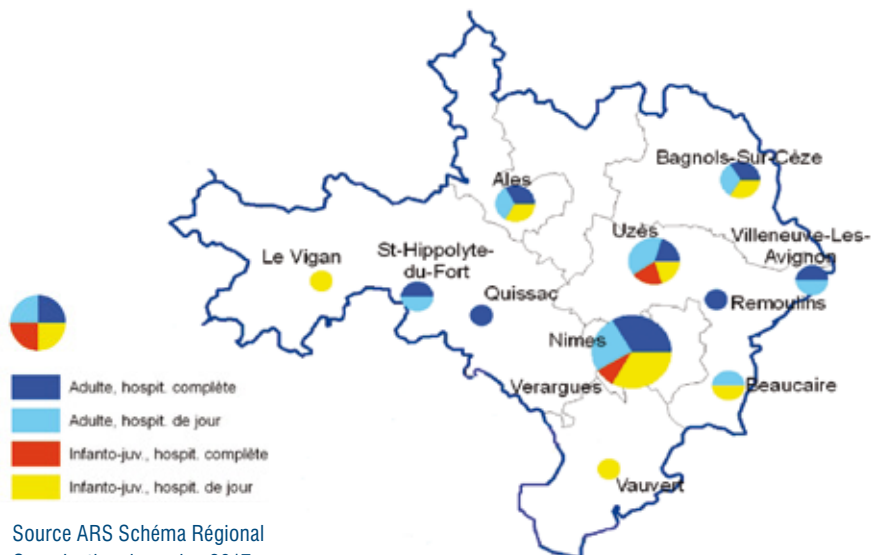 Bagnols-Sur-Cèze
Ales
Uzès
Villeneuve-Les-
Avignon
Le Vigan
St-Hippolyte-
du-Fort
Quissac
Remoulins
Nimes
Verargues
Beaucaire
Vauvert
Adulte, hospit. complète
Adulte, hospit. de jour
Infanto-juv., hospit. complète
Infanto-juv., hospit. de jour
Source ARS Schéma Régional